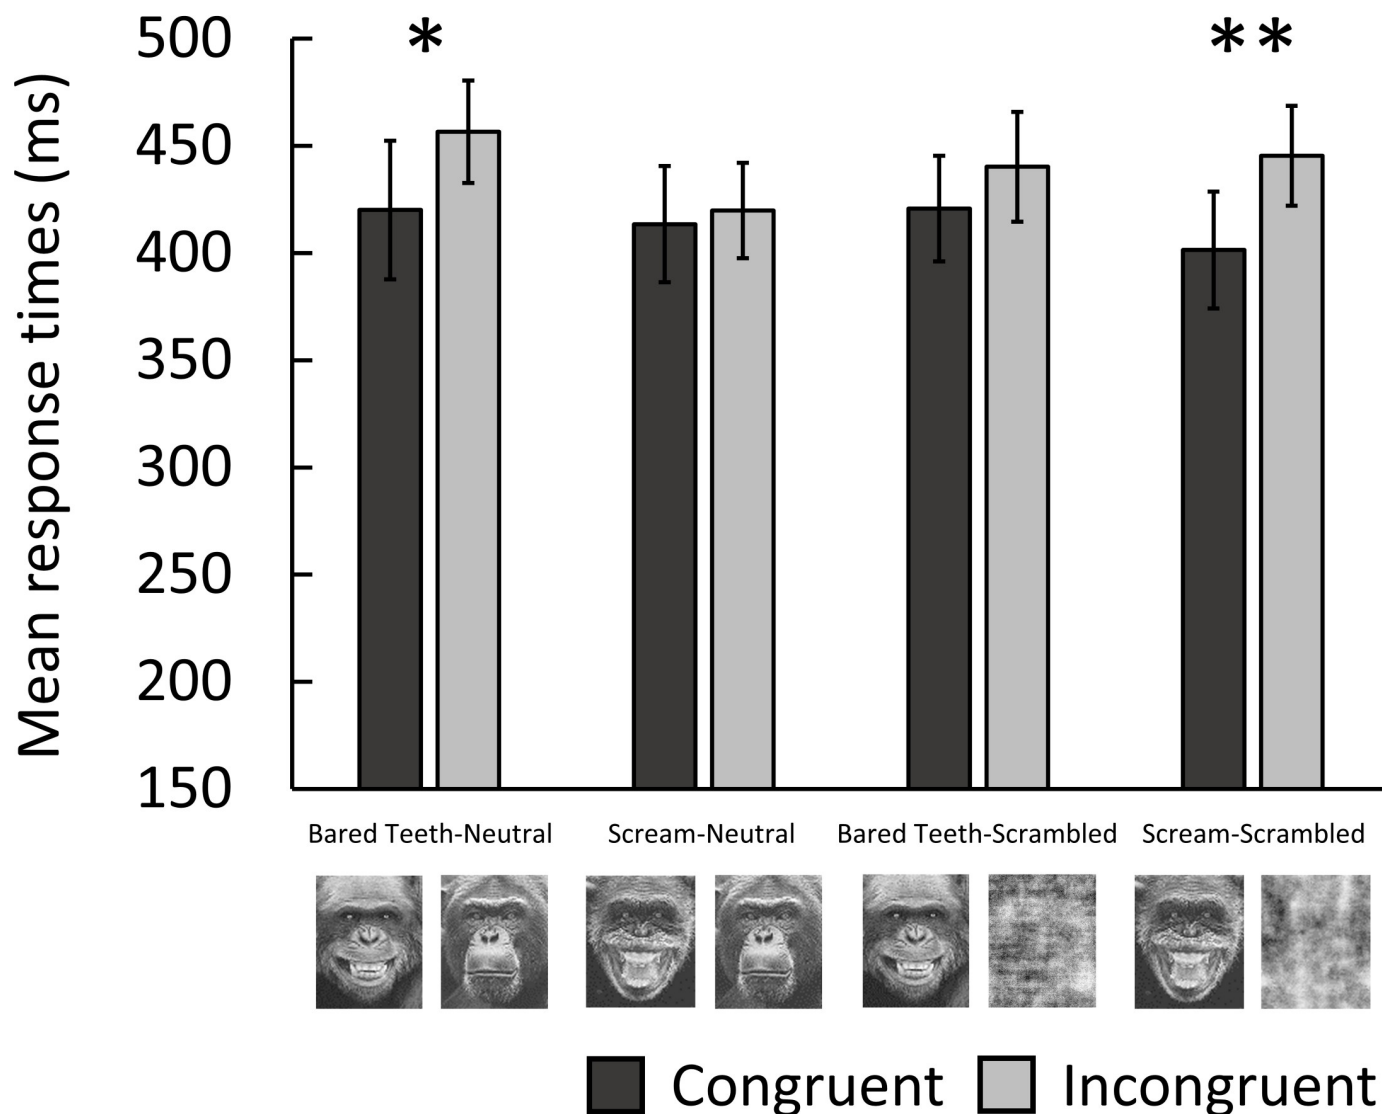 Mean response times (ms)
500
450
400
350
300
250
200
150
*
**
Bared Teeth-Neutral
Scream-Neutral
Bared Teeth-Scrambled
Scream-Scrambled
Congruent
Incongruent